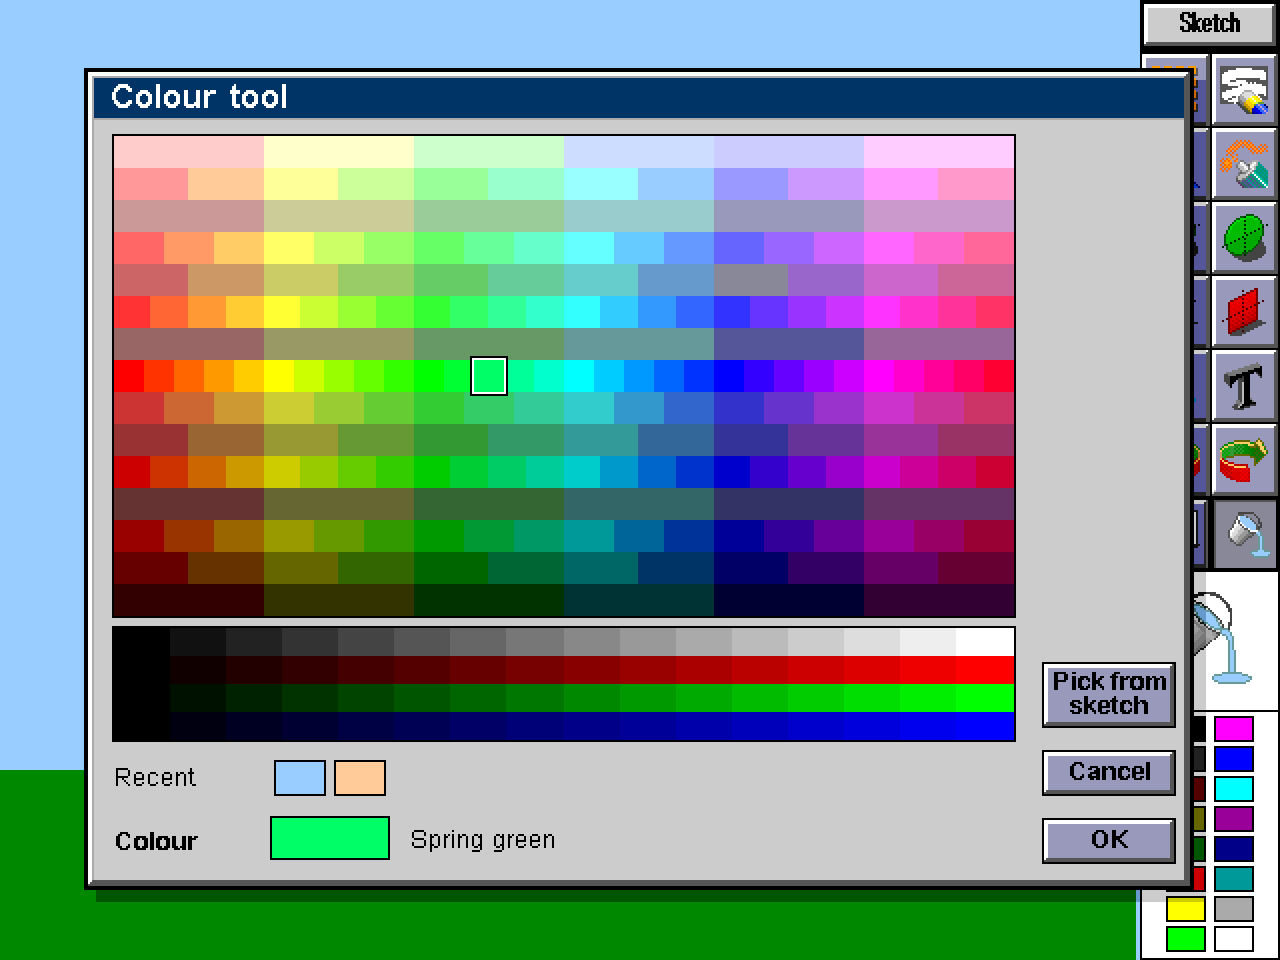 Sketch
Colour tool
Pick from
sketch
Recent
Cancel
Colour
Spring green
OK